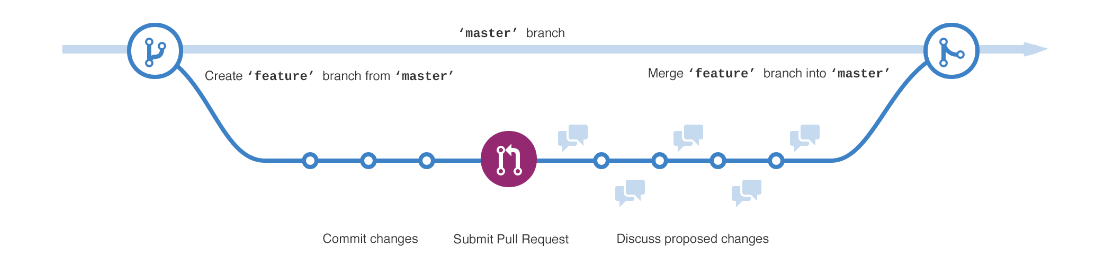 ‘master’ branch
Create ‘feature’ branch from ‘master’
Merge ‘feature’ branch into ‘master’
Commit changes
Submit Pull Request
Discuss proposed changes